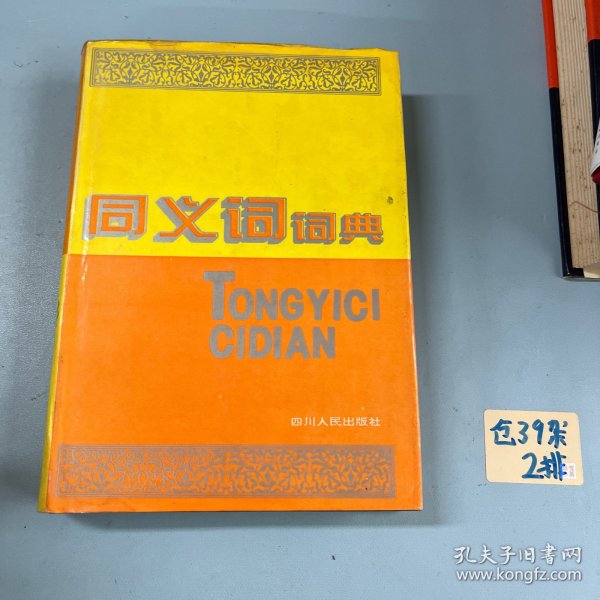 同义词词典
TONGYICI
CIDIAN
四川人民出版社
仓39架
2排
孔夫子旧书网
www.kongfz.com